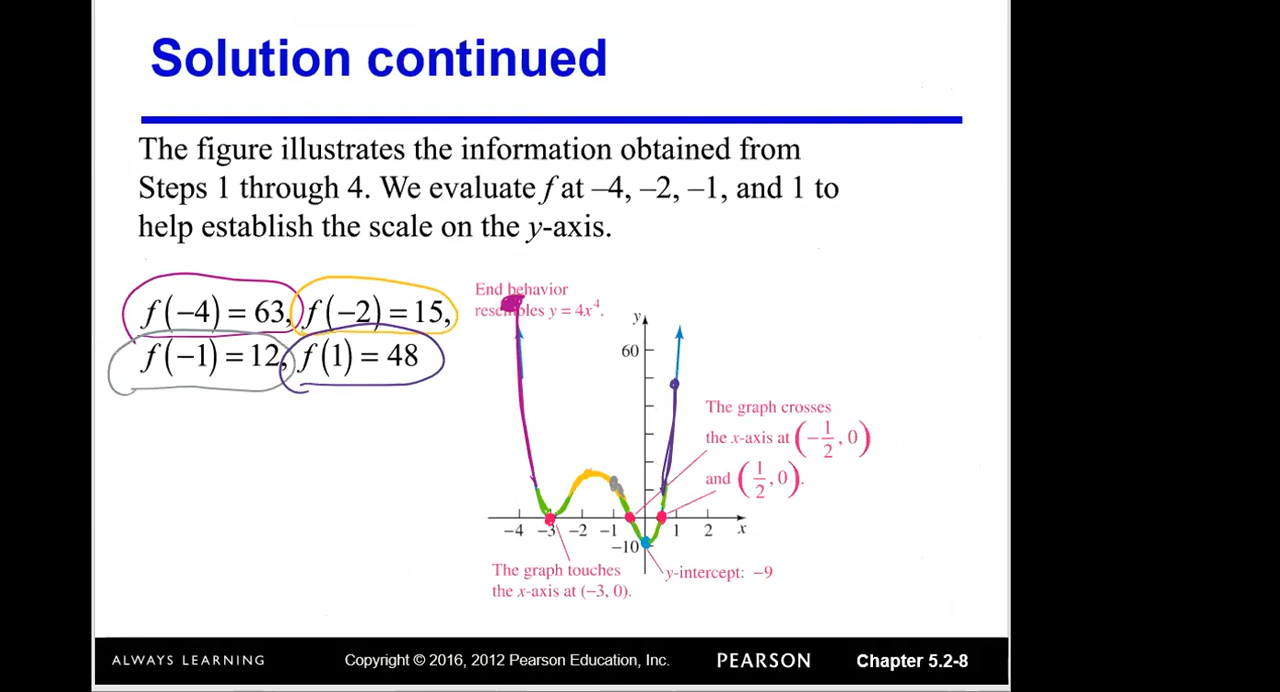 Solution continued
The figure illustrates the information obtained from
Steps 1 through 4. We evaluate f at –4, –2, –1, and 1 to
help establish the scale on the y-axis.
f(−4) = 63, f(−2) = 15,
f(−1) = 12, f(1) = 48
End behavior
resembles y = 4x⁴.
y
60
The graph crosses
the x-axis at (−1/2, 0)
and (1/2, 0).
−4 −3 −2 −1 1 2 x
−10
The graph touches
the x-axis at (−3, 0).
y-intercept: −9
ALWAYS LEARNING
Copyright © 2016, 2012 Pearson Education, Inc.
PEARSON
Chapter 5.2-8